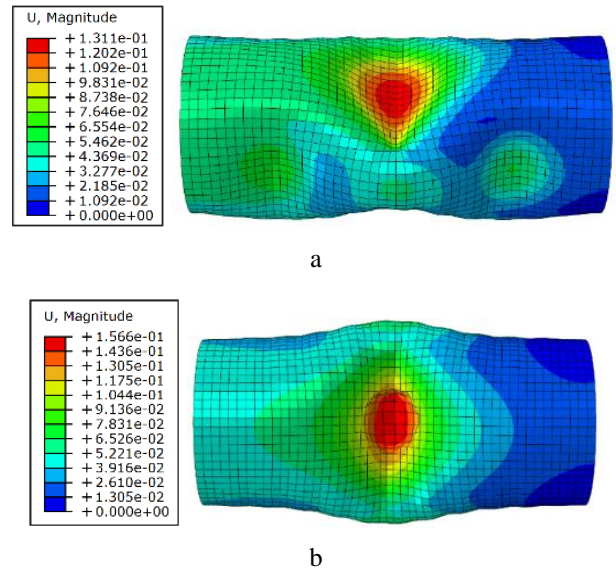 U, Magnitude
+1.311e-01
+1.202e-01
+1.092e-01
+9.831e-02
+8.738e-02
+7.646e-02
+6.554e-02
+5.462e-02
+4.369e-02
+3.277e-02
+2.185e-02
+1.092e-02
+0.000e+00
a
U, Magnitude
+1.566e-01
+1.436e-01
+1.305e-01
+1.175e-01
+1.044e-01
+9.136e-02
+7.831e-02
+6.526e-02
+5.221e-02
+3.916e-02
+2.610e-02
+1.305e-02
+0.000e+00
b